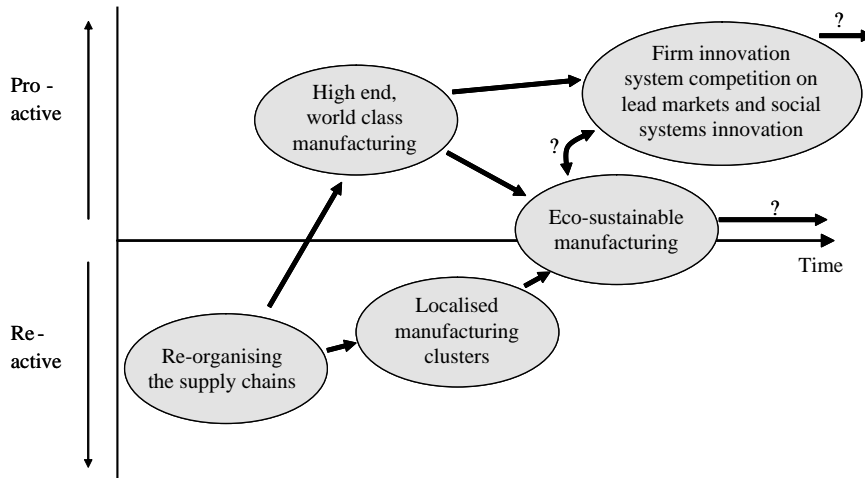 ?
Pro -
active
Firm innovation
system competition on
lead markets and social
systems innovation
High end,
world class
manufacturing
?
Eco-sustainable
manufacturing
?
Time
Re -
active
Localised
manufacturing
clusters
Re-organising
the supply chains